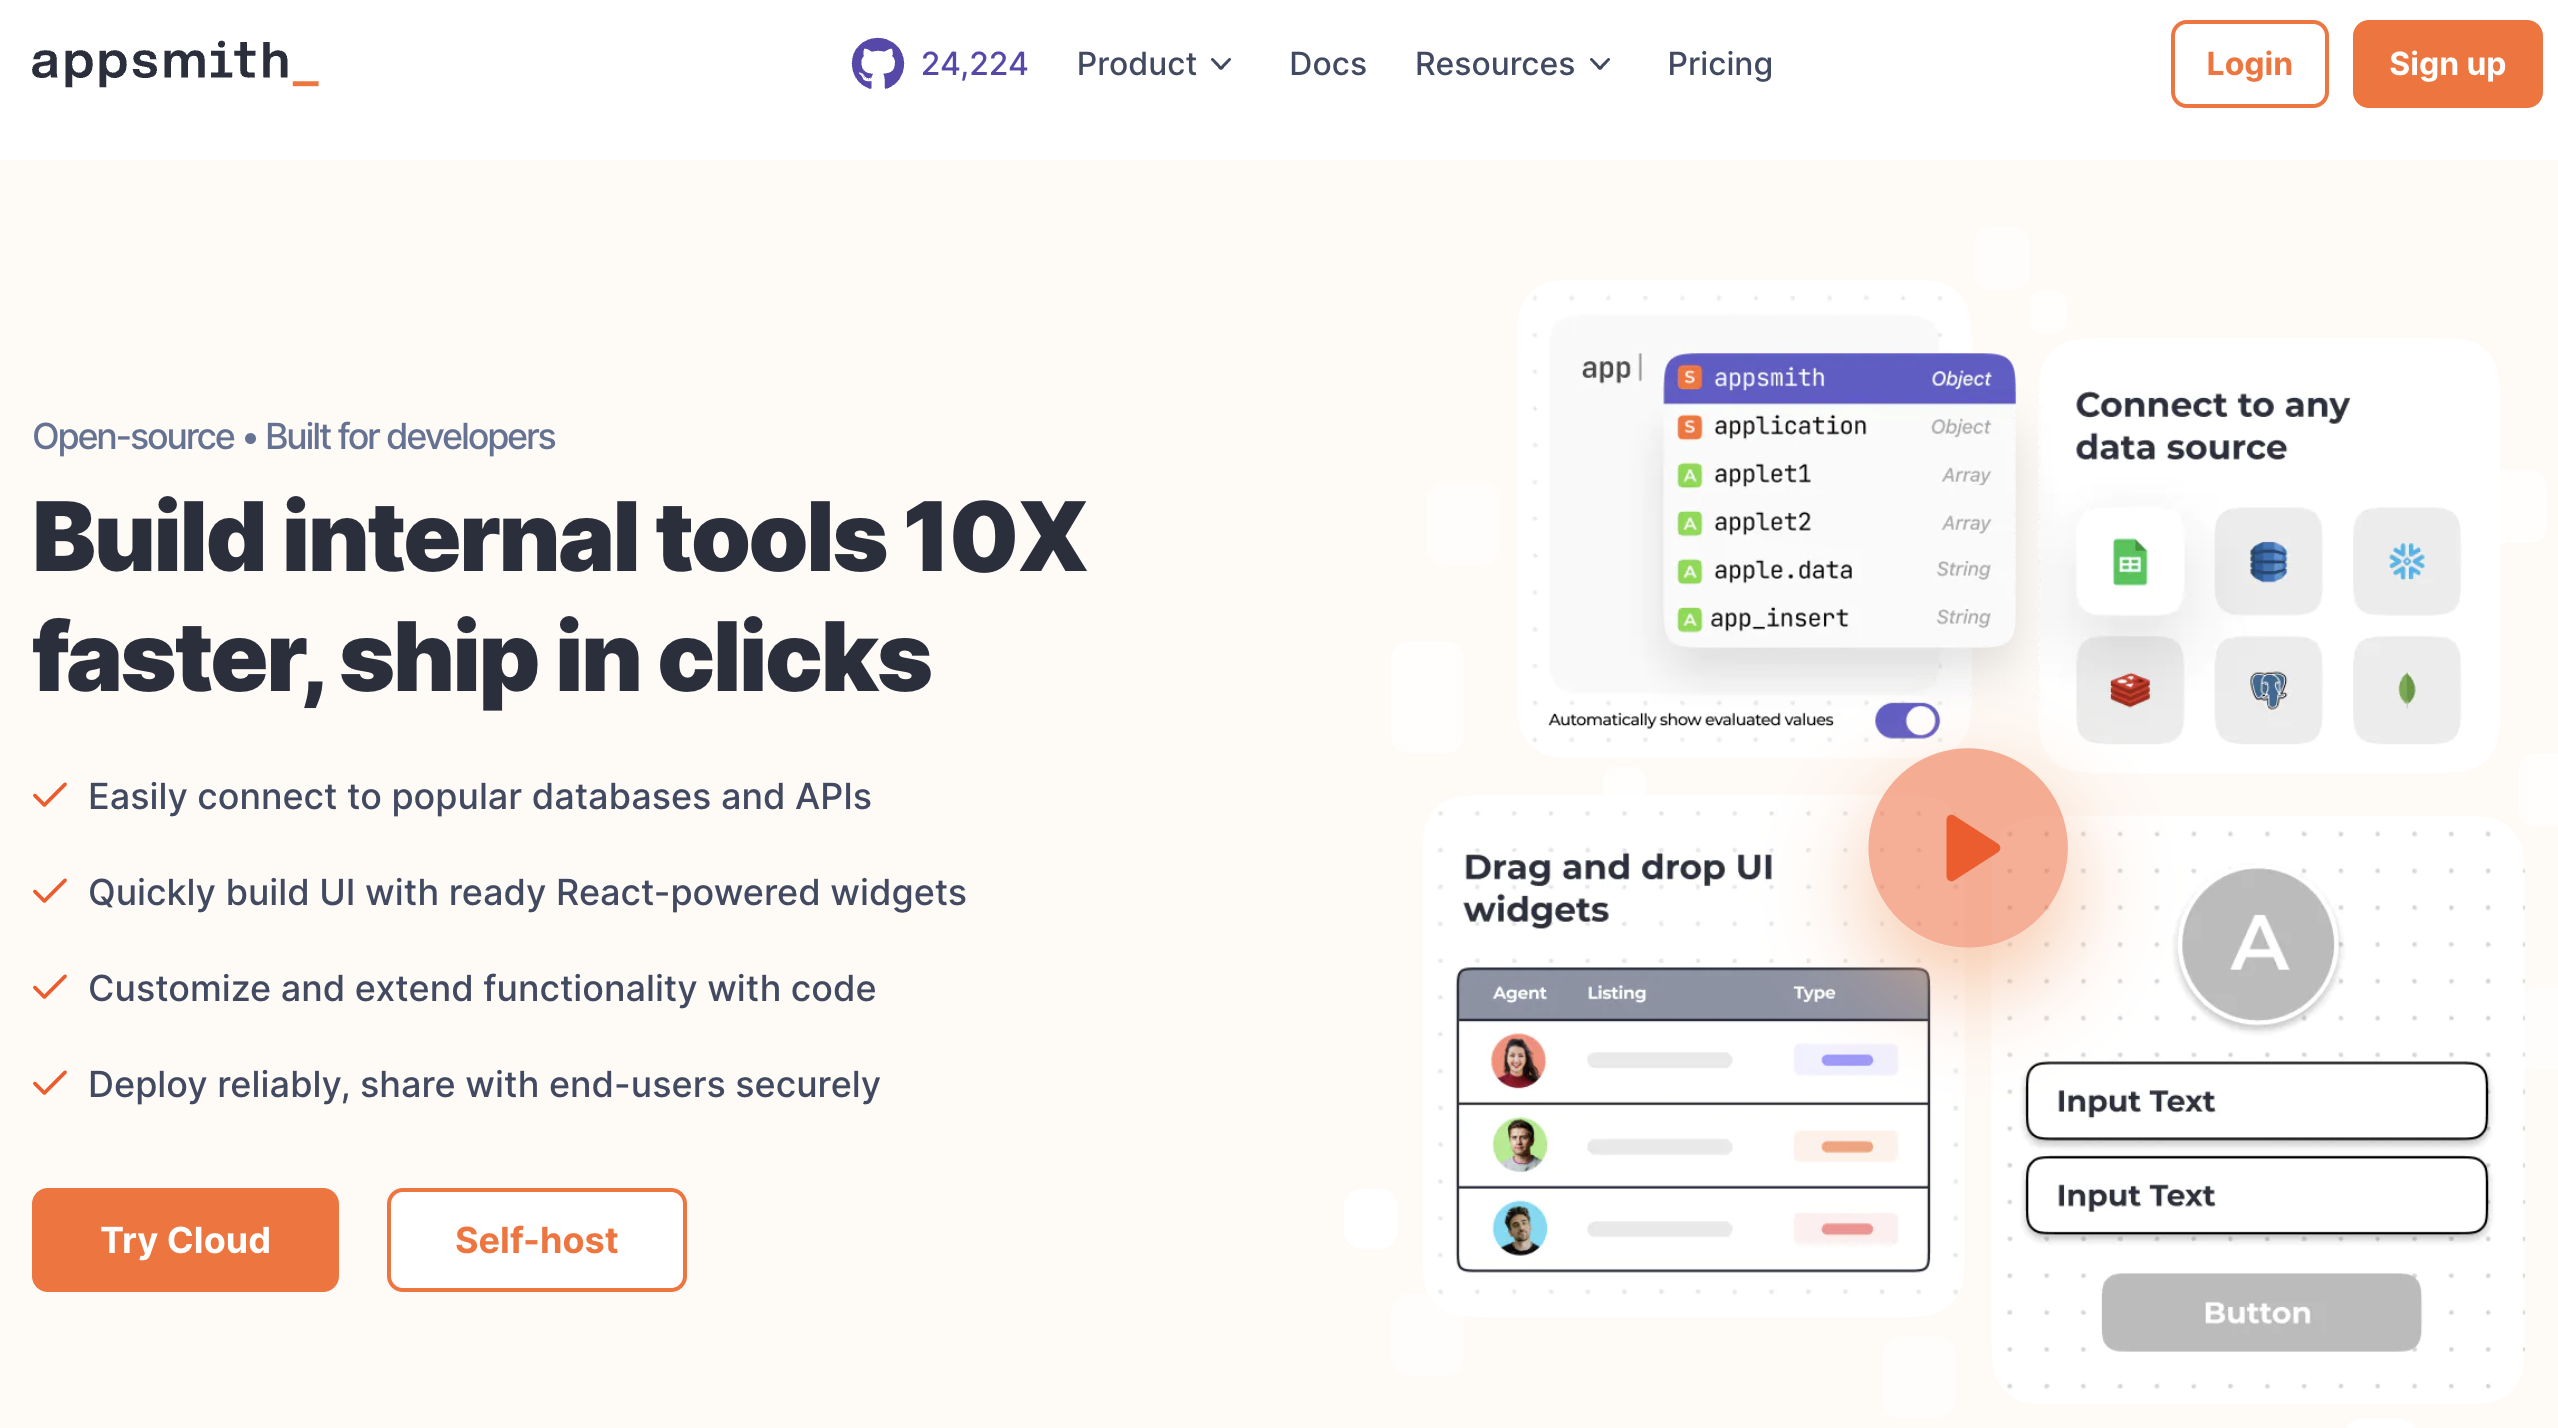 appsmith_
24,224
Product
Docs
Resources
Pricing
Login
Sign up
Open-source • Built for developers
Build internal tools 10X
faster, ship in clicks
Easily connect to popular databases and APIs
Quickly build UI with ready React-powered widgets
Customize and extend functionality with code
Deploy reliably, share with end-users securely
Try Cloud
Self-host
app|
S appsmith Object
S application Object
A applet1 Array
A applet2 Array
A apple.data String
A app_insert String
Automatically show evaluated values
Connect to any
data source
Drag and drop UI
widgets
Agent Listing Type
A
Input Text
Input Text
Button